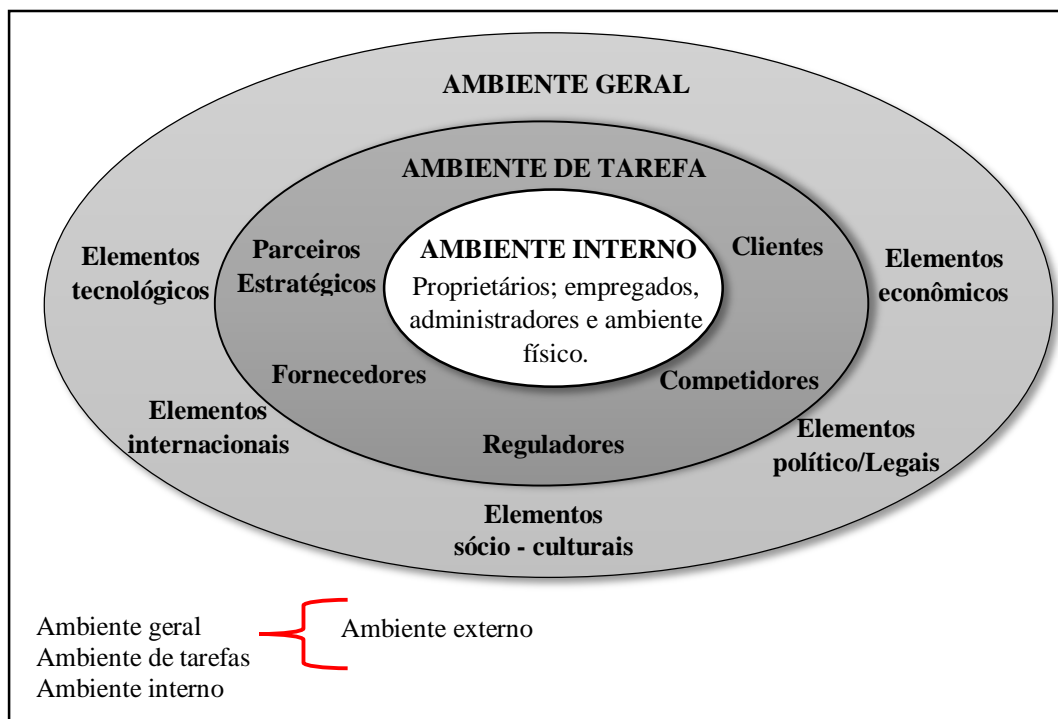 AMBIENTE GERAL
AMBIENTE DE TAREFA
Elementos
tecnológicos
Parceiros
Estratégicos
AMBIENTE INTERNO
Proprietários; empregados,
administradores e ambiente
físico.
Clientes
Elementos
econômicos
Fornecedores
Competidores
Elementos
internacionais
Reguladores
Elementos
político/Legais
Elementos
sócio - culturais
Ambiente geral
Ambiente de tarefas
Ambiente interno
Ambiente externo